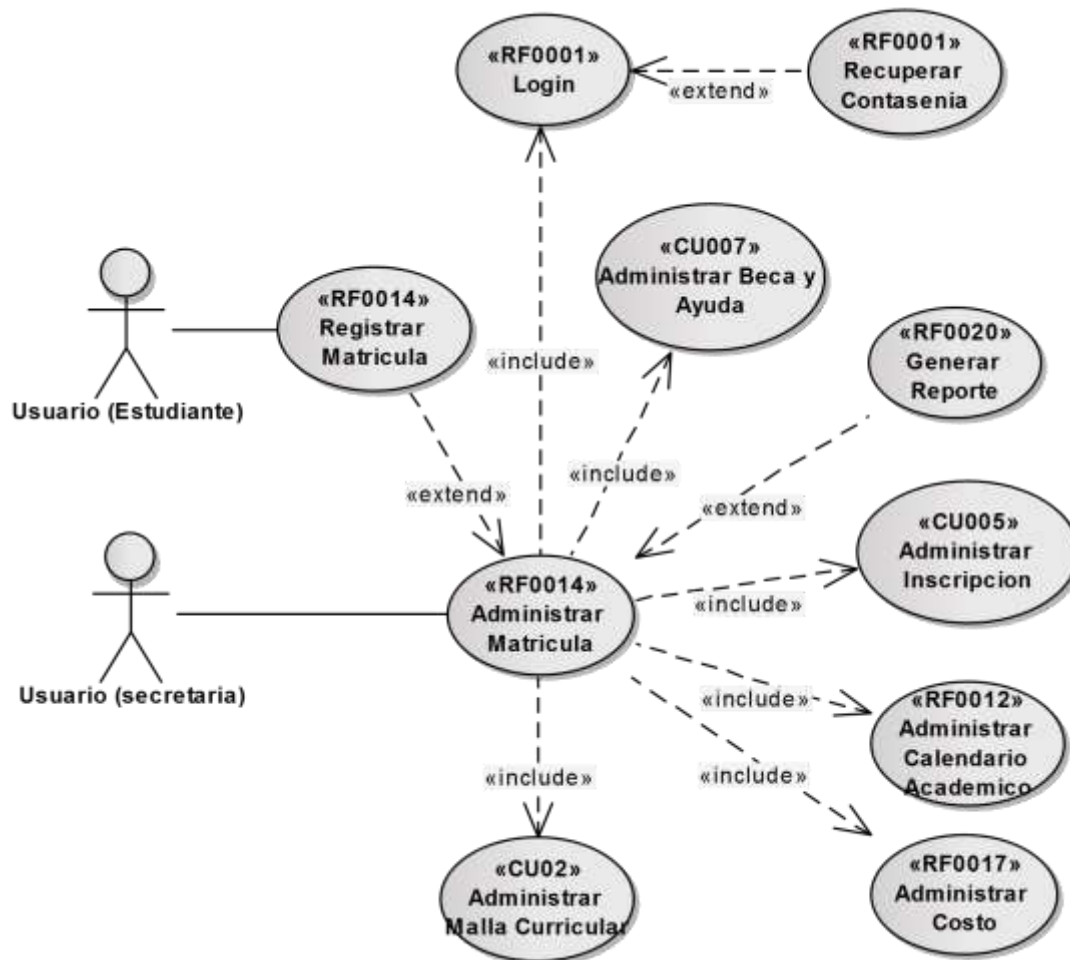 «RF0001»
Login
«RF0001»
Recuperar
Contasenia
«extend»
«CU007»
Administrar Beca y
Ayuda
«RF0014»
Registrar
Matricula
«RF0020»
Generar
Reporte
«include»
Usuario (Estudiante)
«include»
«extend»
«extend»
«CU005»
Administrar
Inscripcion
«RF0014»
Administrar
Matricula
«include»
Usuario (secretaria)
«include»
«RF0012»
Administrar
Calendario
Academico
«include»
«include»
«CU02»
Administrar
Malla Curricular
«RF0017»
Administrar
Costo